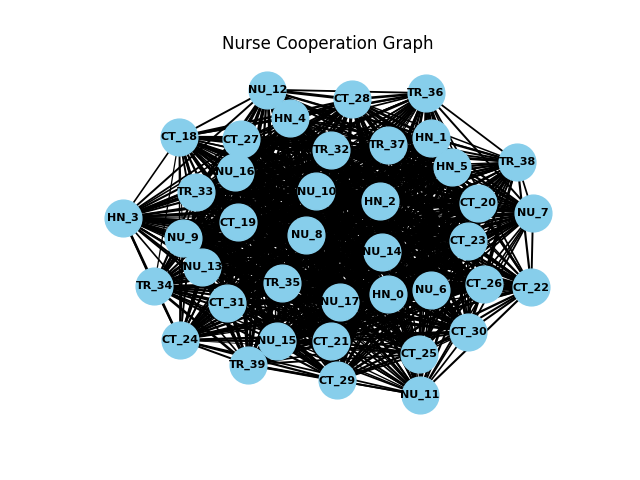 Nurse Cooperation Graph
NU_12
TR_36
CT_28
HN_4
CT_18
CT_27
HN_1
TR_37
TR_32
TR_38
HN_5
NU_16
TR_33
NU_10
HN_2
CT_20
NU_7
HN_3
CT_19
NU_8
NU_9
CT_23
NU_14
NU_13
TR_35
CT_26
TR_34
CT_22
NU_6
HN_0
CT_31
NU_17
CT_30
CT_24
NU_15
CT_21
CT_25
TR_39
CT_29
NU_11